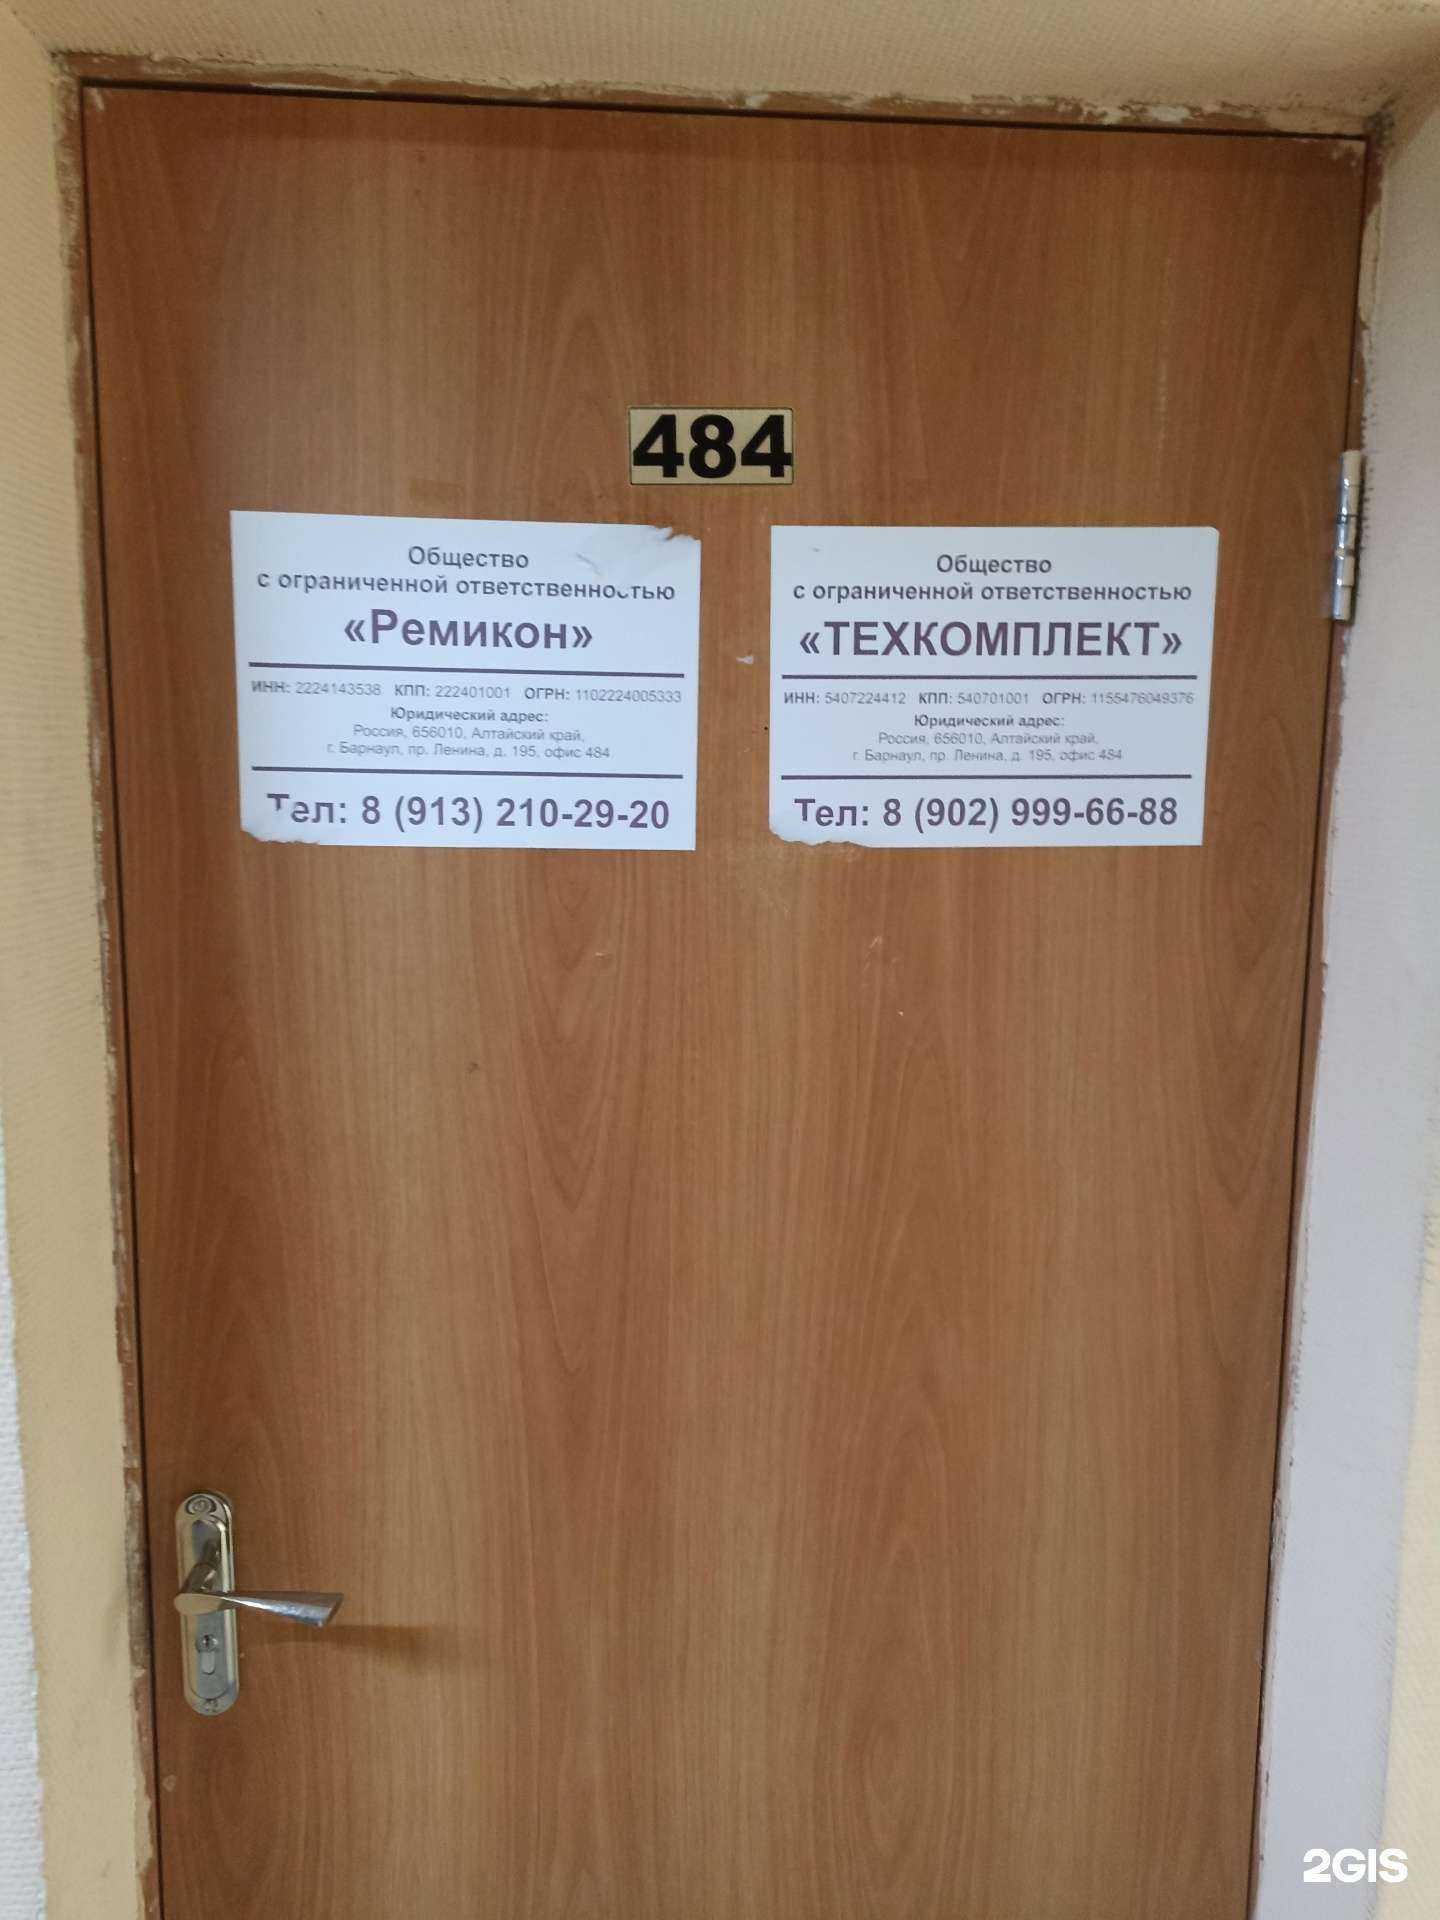 484
Общество
с ограниченной ответственностью
«Ремикон»
ИНН: 2224143538 КПП: 222401001 ОГРН: 1102224005333
Юридический адрес:
Россия, 656010, Алтайский край,
г. Барнаул, пр. Ленина, д. 195, офис 484
Тел: 8 (913) 210-29-20
Общество
с ограниченной ответственностью
«ТЕХКОМПЛЕКТ»
ИНН: 5407224412 КПП: 540701001 ОГРН: 1155476049376
Юридический адрес:
Россия, 656010, Алтайский край,
г. Барнаул, пр. Ленина, д. 195, офис 484
Тел: 8 (902) 999-66-88
2GIS